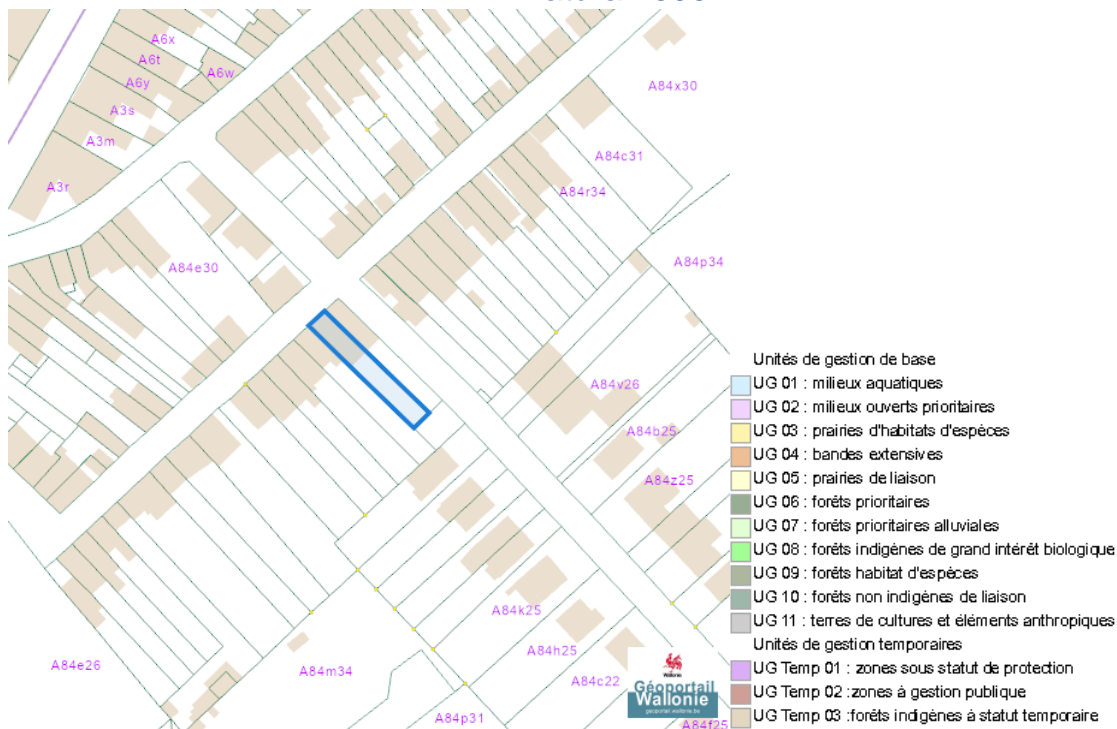 A6x
A6t
A6w
A6y
A3s
A3m
A3r
A84x30
A84c31
A84r34
A84e30
A84p34
A84v26
A84b25
A84z25
A84k25
A84h25
A84e26
A84m34
A84c22
A84p31
A84f25
Wallonie
Géoportail
Wallonie
geoportail.wallonie.be
Unités de gestion de base
UG 01 : milieux aquatiques
UG 02 : milieux ouverts prioritaires
UG 03 : prairies d'habitats d'espèces
UG 04 : bandes extensives
UG 05 : prairies de liaison
UG 06 : forêts prioritaires
UG 07 : forêts prioritaires alluviales
UG 08 : forêts indigènes de grand intérêt biologique
UG 09 : forêts habitat d'espèces
UG 10 : forêts non indigènes de liaison
UG 11 : terres de cultures et éléments anthropiques
Unités de gestion temporaires
UG Temp 01 : zones sous statut de protection
UG Temp 02 :zones à gestion publique
UG Temp 03 :forêts indigènes à statut temporaire